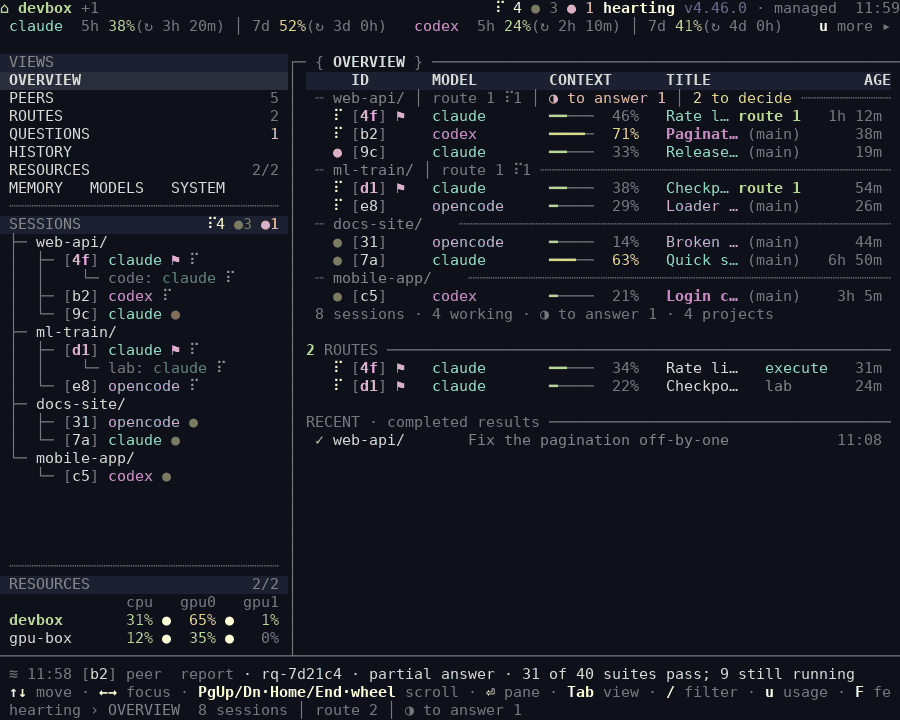 ⌂ devbox +1 ⠏ 4 ● 3 ● 1 hearting v4.46.0 · managed 11:59
claude 5h 38%(↻ 3h 20m) │ 7d 52%(↻ 3d 0h) codex 5h 24%(↻ 2h 10m) │ 7d 41%(↻ 4d 0h) u more ▸
VIEWS
OVERVIEW
PEERS 5
ROUTES 2
QUESTIONS 1
HISTORY
RESOURCES 2/2
MEMORY MODELS SYSTEM
SESSIONS ⠏4 ●3 ●1
├─ web-api/
│ ├─ [4f] claude ⚑ ⠏
│ │ └─ code: claude ⠏
│ ├─ [b2] codex ⠏
│ └─ [9c] claude ●
├─ ml-train/
│ ├─ [d1] claude ⚑ ⠏
│ │ └─ lab: claude ⠏
│ └─ [e8] opencode ⠏
├─ docs-site/
│ ├─ [31] opencode ●
│ └─ [7a] claude ●
└─ mobile-app/
└─ [c5] codex ●
RESOURCES 2/2
cpu gpu0 gpu1
devbox 31% ● 65% ● 1%
gpu-box 12% ● 35% ● 0%
{ OVERVIEW }
ID MODEL CONTEXT TITLE AGE
web-api/ │ route 1 ⠏1 │ ◑ to answer 1 │ 2 to decide
⠏ [4f] ⚑ claude 46% Rate l… route 1 1h 12m
⠏ [b2] codex 71% Paginat… (main) 38m
● [9c] claude 33% Release… (main) 19m
ml-train/ │ route 1 ⠏1
⠏ [d1] ⚑ claude 38% Checkp… route 1 54m
⠏ [e8] opencode 29% Loader … (main) 26m
docs-site/
● [31] opencode 14% Broken … (main) 44m
● [7a] claude 63% Quick s… (main) 6h 50m
mobile-app/
● [c5] codex 21% Login c… (main) 3h 5m
8 sessions · 4 working · ◑ to answer 1 · 4 projects
2 ROUTES
⠏ [4f] ⚑ claude 34% Rate li… execute 31m
⠏ [d1] ⚑ claude 22% Checkpo… lab 24m
RECENT · completed results
✓ web-api/ Fix the pagination off-by-one 11:08
≋ 11:58 [b2] peer report · rq-7d21c4 · partial answer · 31 of 40 suites pass; 9 still running
↑↓ move · ←→ focus · PgUp/Dn·Home/End·wheel scroll · ⏎ pane · Tab view · / filter · u usage · F fe
hearting › OVERVIEW 8 sessions │ route 2 │ ◑ to answer 1